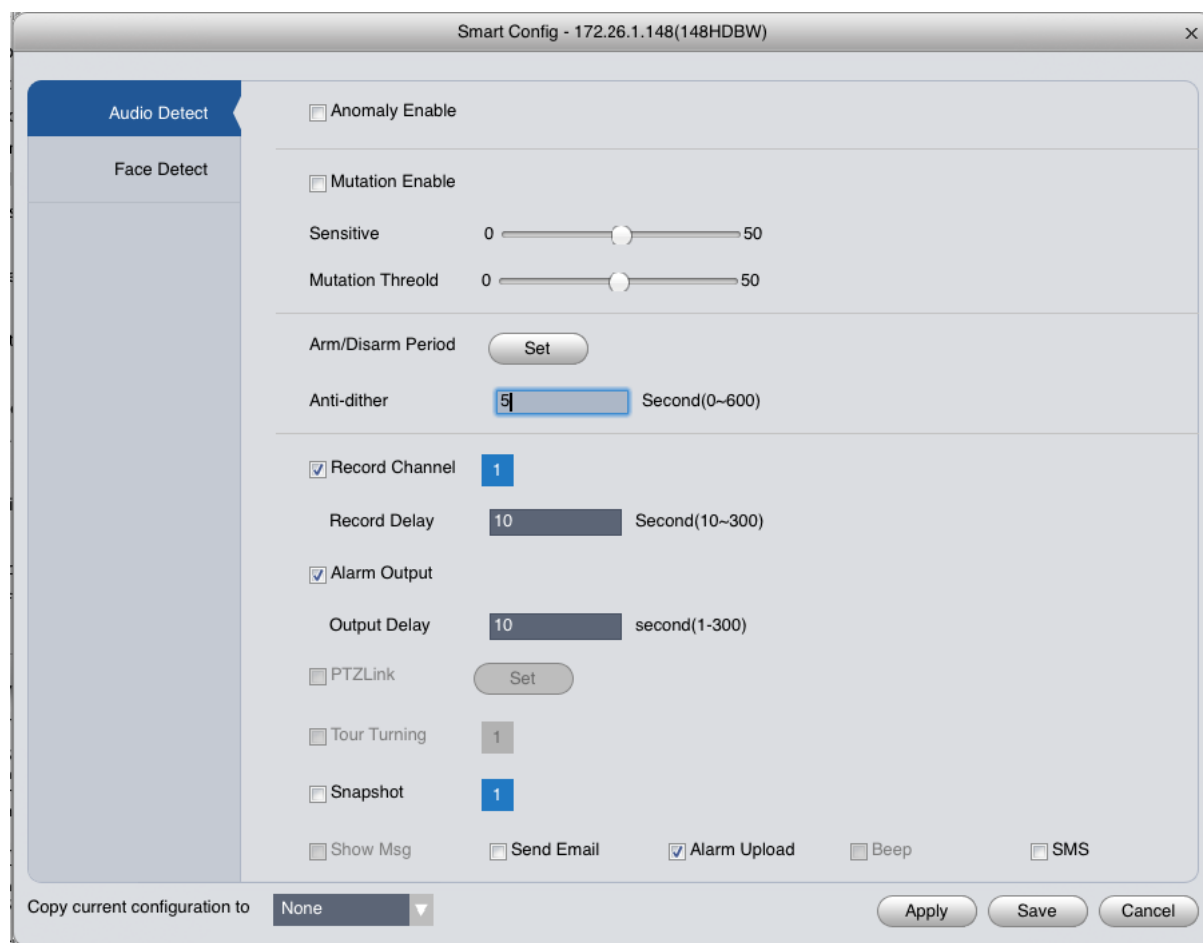 Smart Config - 172.26.1.148(148HDBW)
Audio Detect
Face Detect
Anomaly Enable
Mutation Enable
Sensitive 0 50
Mutation Threold 0 50
Arm/Disarm Period Set
Anti-dither 5 Second(0~600)
Record Channel 1
Record Delay 10 Second(10~300)
Alarm Output
Output Delay 10 second(1-300)
PTZLink Set
Tour Turning 1
Snapshot 1
Show Msg Send Email Alarm Upload Beep SMS
Copy current configuration to None Apply Save Cancel